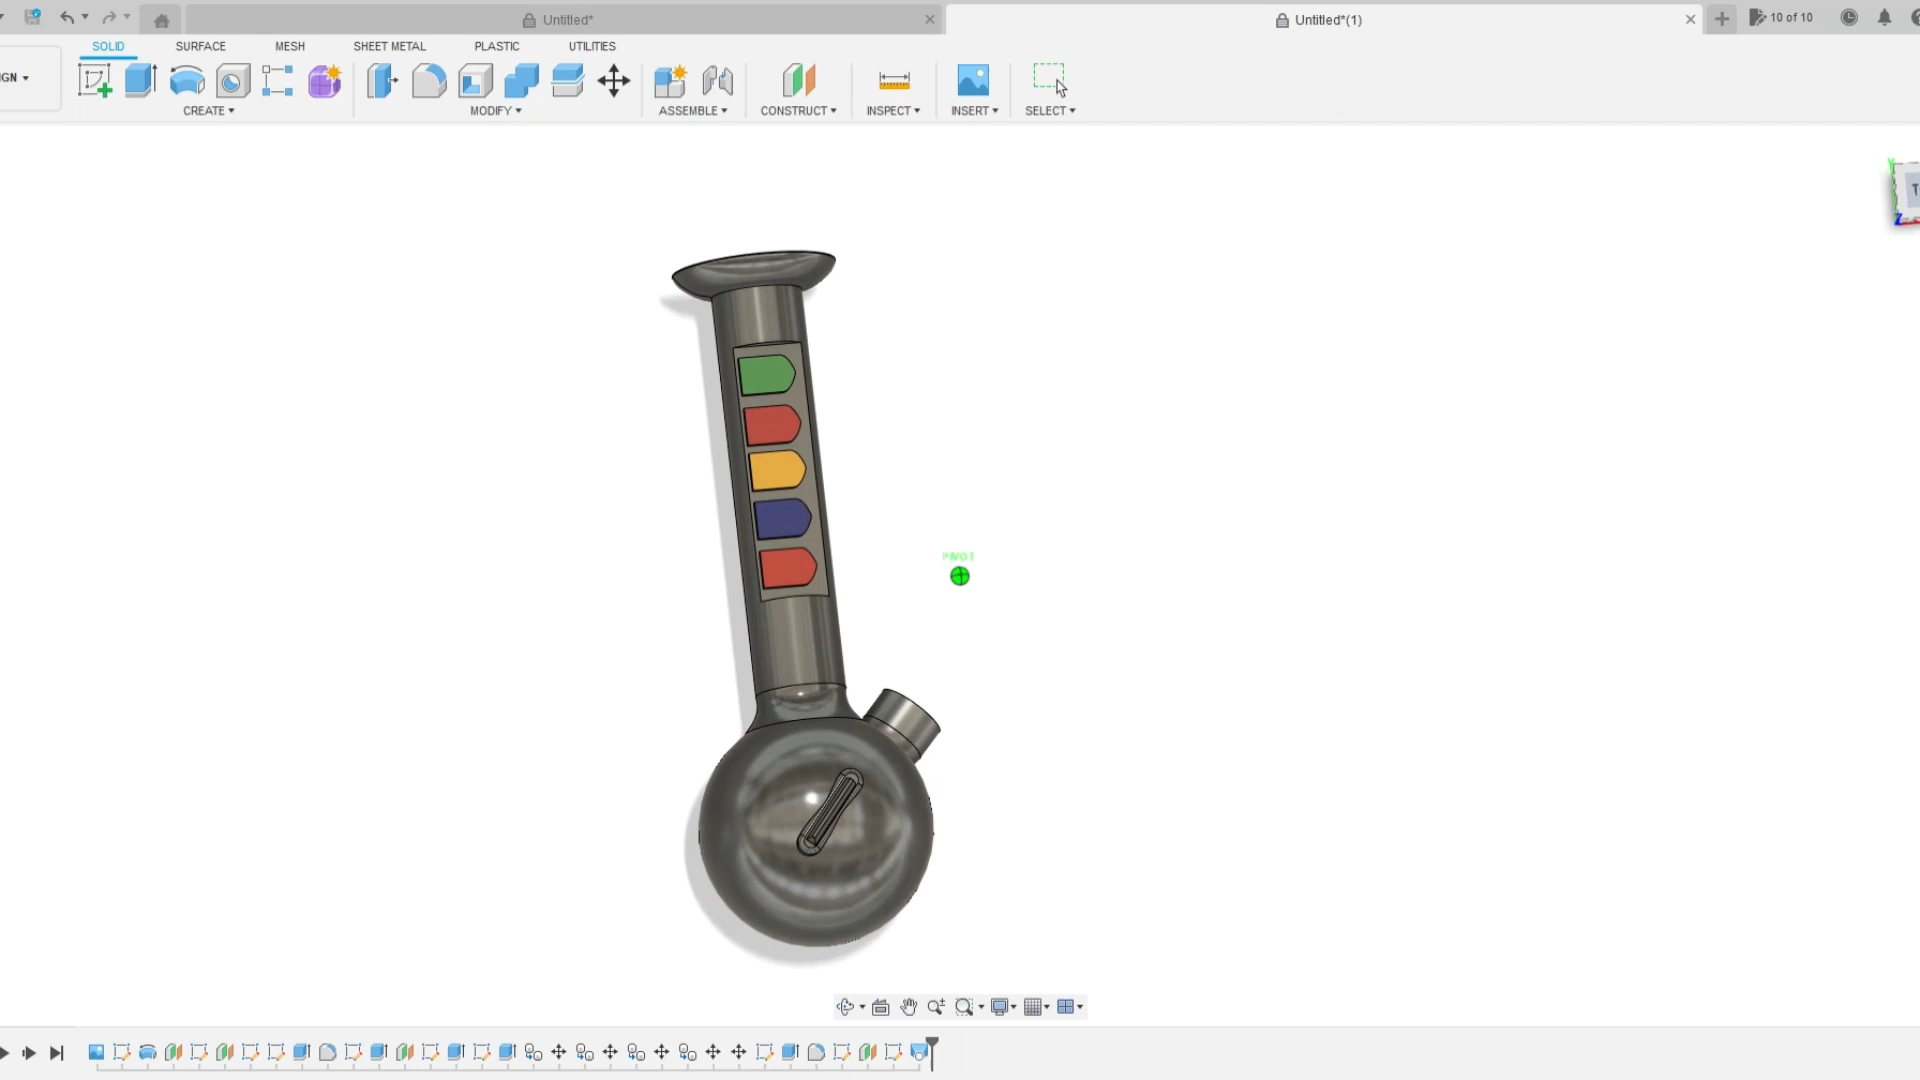 Untitled*
Untitled*(1)
10 of 10
SOLID SURFACE MESH SHEET METAL PLASTIC UTILITIES
IGN
CREATE MODIFY ASSEMBLE CONSTRUCT INSPECT INSERT SELECT
Y
T
Z
PIVOT